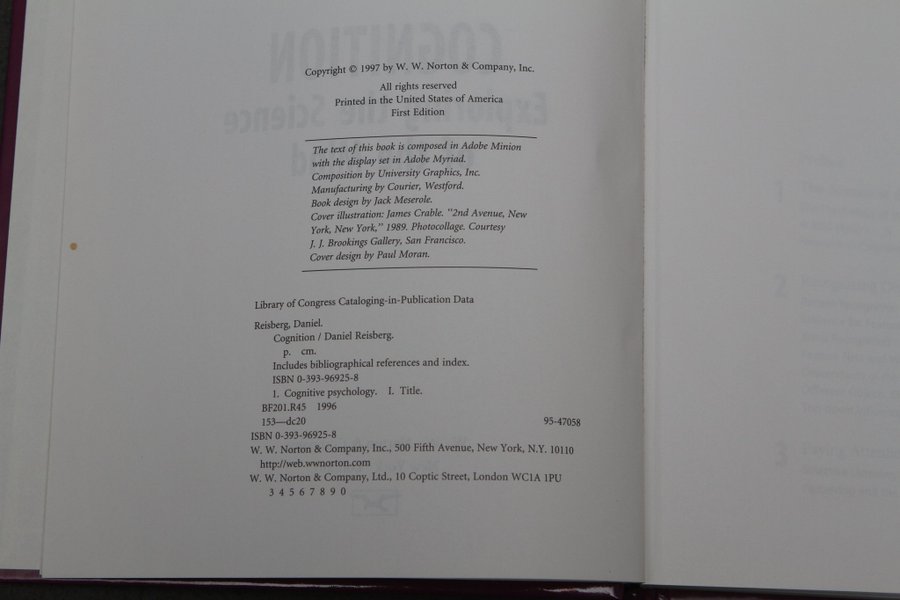 Copyright © 1997 by W. W. Norton & Company, Inc.
All rights reserved
Printed in the United States of America
First Edition
The text of this book is composed in Adobe Minion
with the display set in Adobe Myriad.
Composition by University Graphics, Inc.
Manufacturing by Courier, Westford.
Book design by Jack Meserole.
Cover illustration: James Crable. "2nd Avenue, New
York, New York," 1989. Photocollage. Courtesy
J. J. Brookings Gallery, San Francisco.
Cover design by Paul Moran.
Library of Congress Cataloging-in-Publication Data
Reisberg, Daniel.
Cognition / Daniel Reisberg.
p. cm.
Includes bibliographical references and index.
ISBN 0-393-96925-8
1. Cognitive psychology. I. Title.
BF201.R45 1996
153—dc20 95-47058
ISBN 0-393-96925-8
W. W. Norton & Company, Inc., 500 Fifth Avenue, New York, N.Y. 10110
http://web.wwnorton.com
W. W. Norton & Company, Ltd., 10 Coptic Street, London WC1A 1PU
3 4 5 6 7 8 9 0
COGNITION
Exploring the Science
2
3